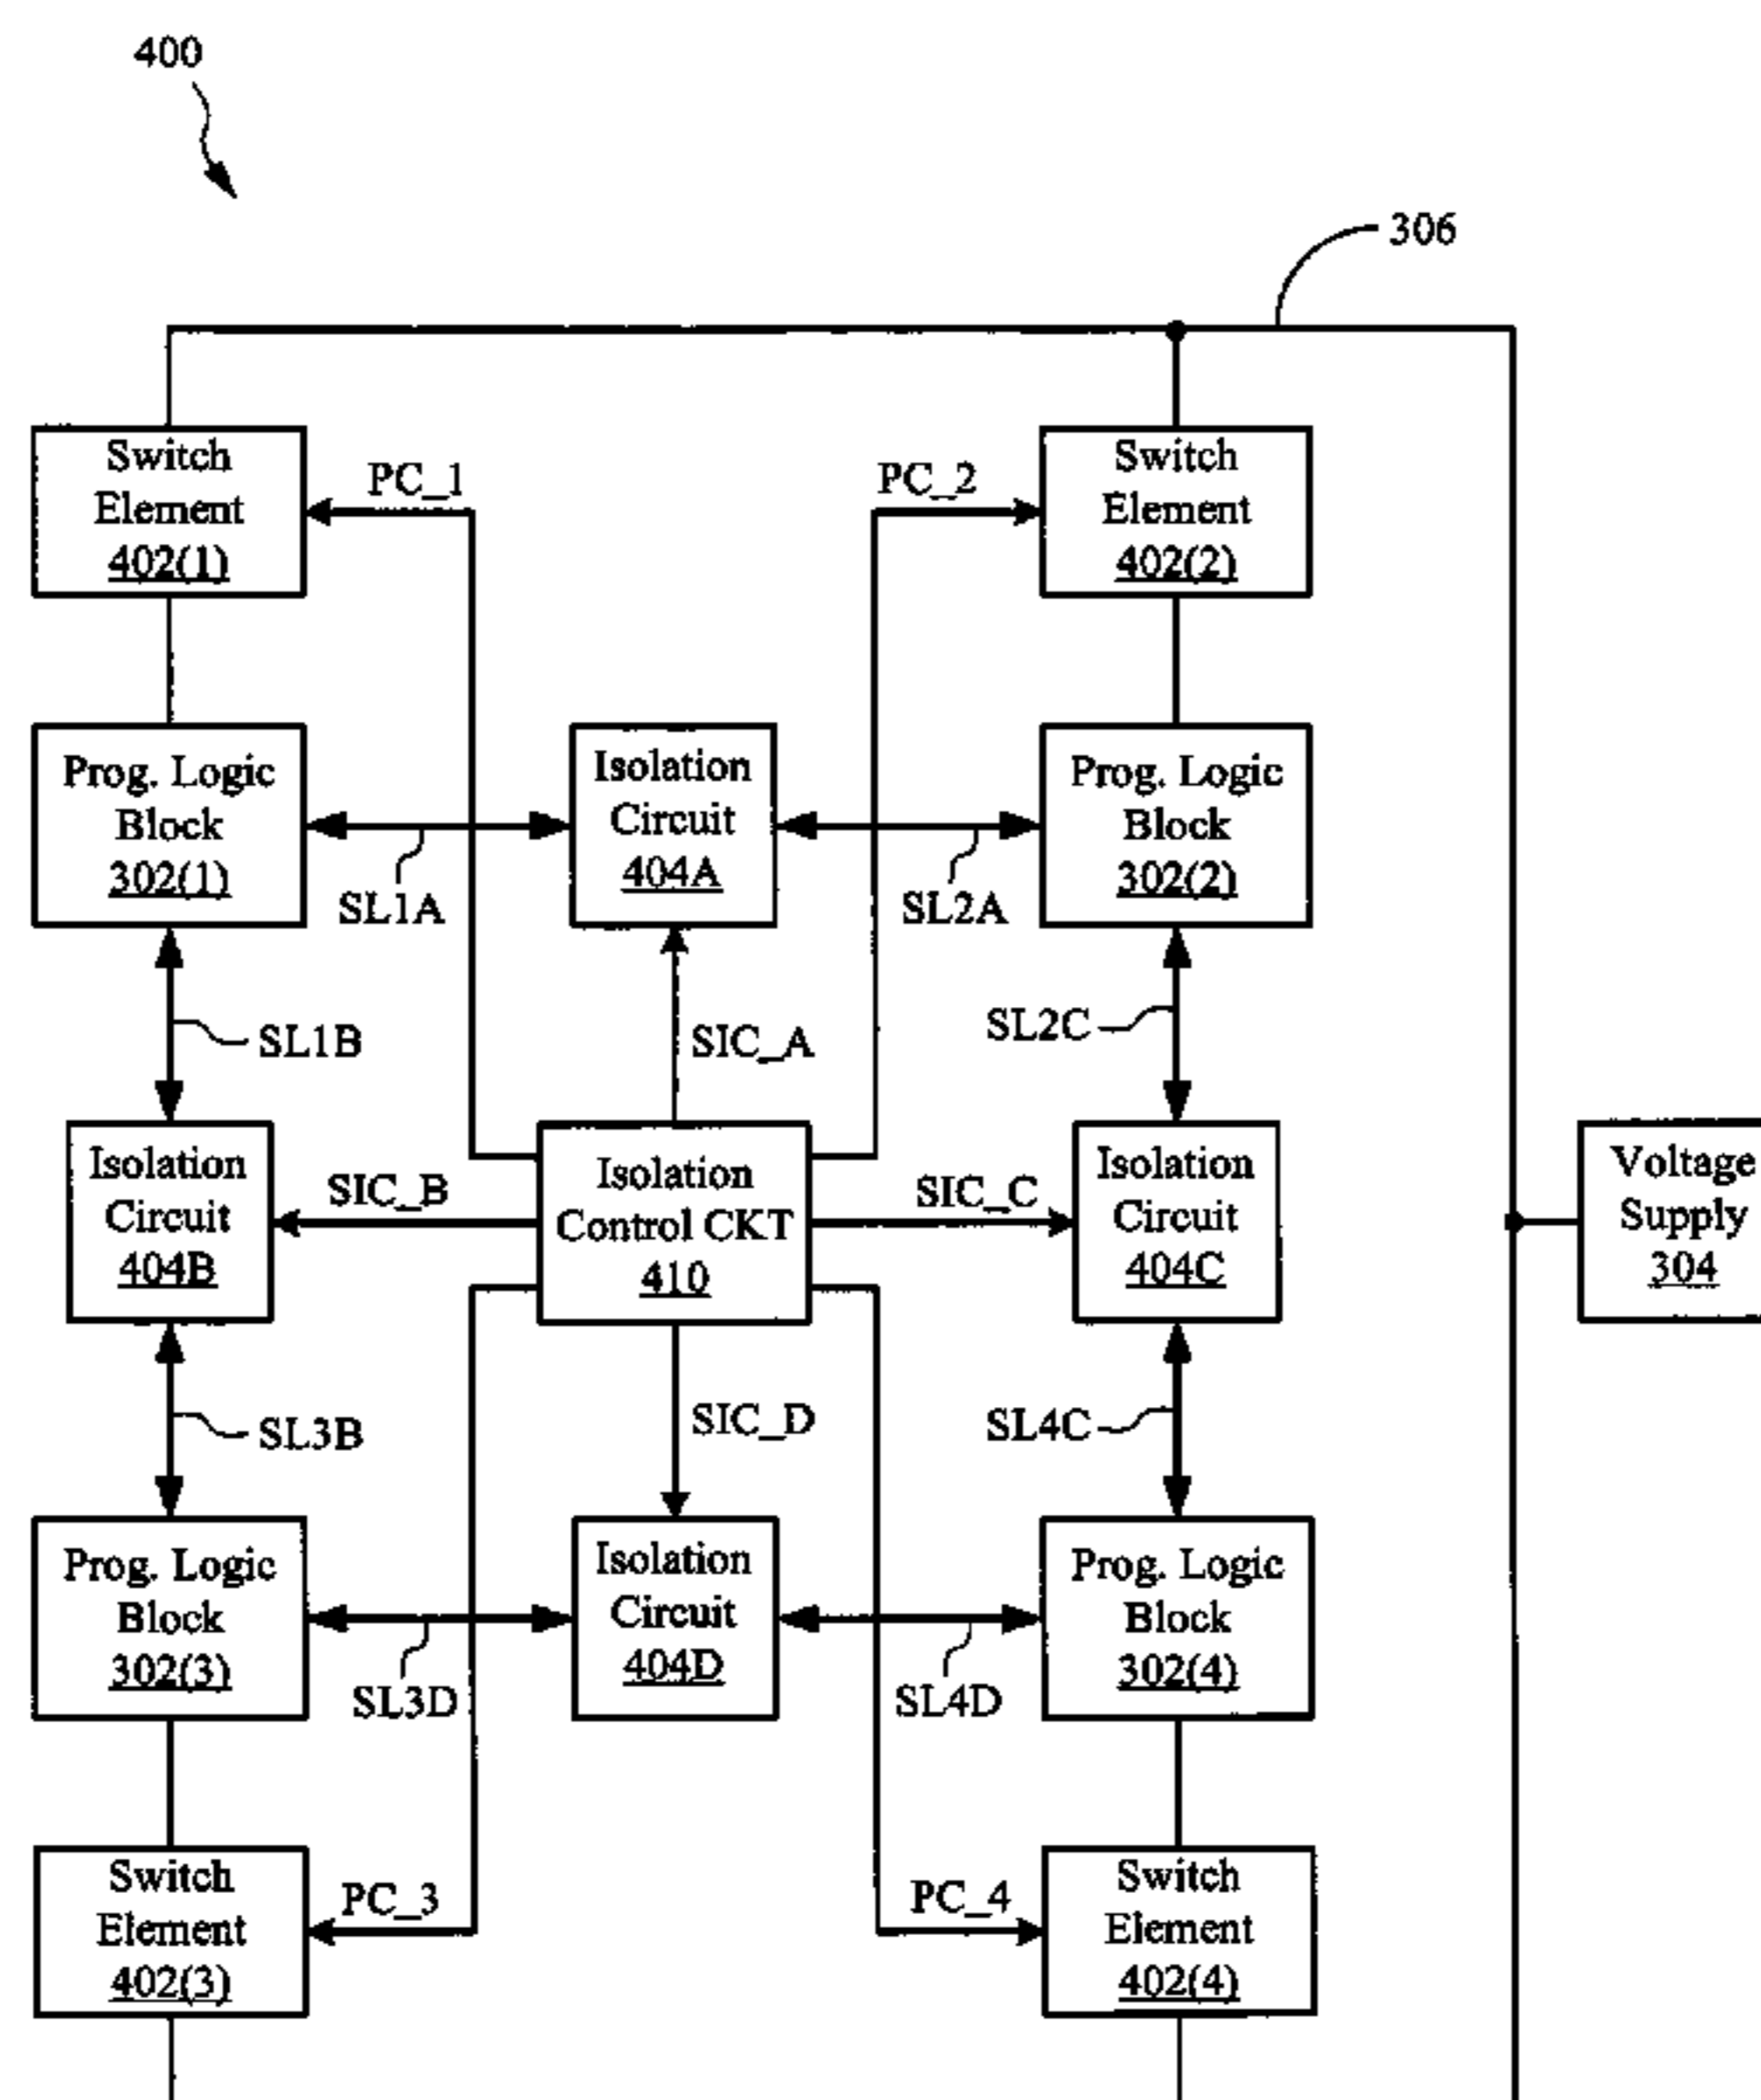 400
306
Switch
Element
402(1)
PC_1
PC_2
Switch
Element
402(2)
Prog. Logic
Block
302(1)
SL1A
Isolation
Circuit
404A
SL2A
Prog. Logic
Block
302(2)
SL1B
SIC_A
SL2C
Isolation
Circuit
404B
SIC_B
Isolation
Control CKT
410
SIC_C
Isolation
Circuit
404C
Voltage
Supply
304
SL3B
SIC_D
SL4C
Prog. Logic
Block
302(3)
SL3D
Isolation
Circuit
404D
SL4D
Prog. Logic
Block
302(4)
Switch
Element
402(3)
PC_3
PC_4
Switch
Element
402(4)